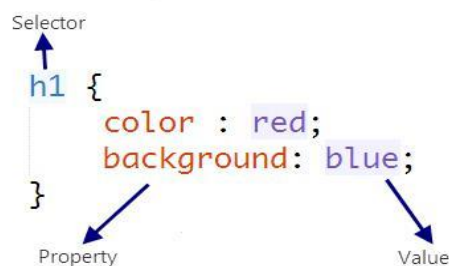 Selector
h1 {
color : red;
background: blue;
}
Property Value